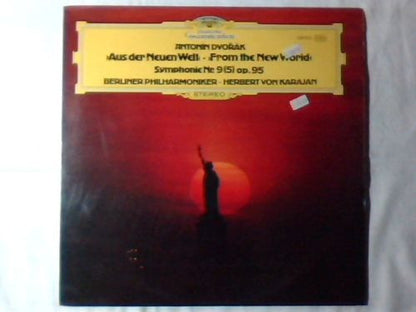 ANTONÍN DVOŘÁK
»Aus der Neuen Welt« · »From the New World«
Symphonie Nr. 9 (5) op. 95
BERLINER PHILHARMONIKER · HERBERT VON KARAJAN
STEREO